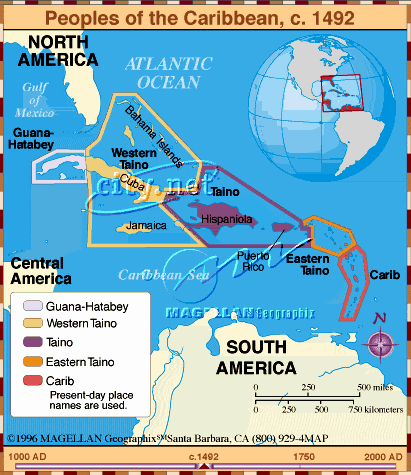 Peoples of the Caribbean, c. 1492
NORTH
AMERICA
ATLANTIC
OCEAN
Gulf
of
Mexico
Guana-
Hatabey
Bahama Islands
Western
Taino
Cuba
city.net
Taino
Hispaniola
Jamaica
Puerto
Rico
Eastern
Taino
Central
America
Caribbean Sea
Carib
MAGELLAN Geographix
Guana-Hatabey
Western Taino
Taino
Eastern Taino
Carib
Present-day place
names are used.
SOUTH
AMERICA
N
0 250 500 miles
0 250 500 750 kilometers
©1996 MAGELLAN Geographix℠Santa Barbara, CA (800) 929-4MAP
1000 AD c.1492 1750 2000 AD